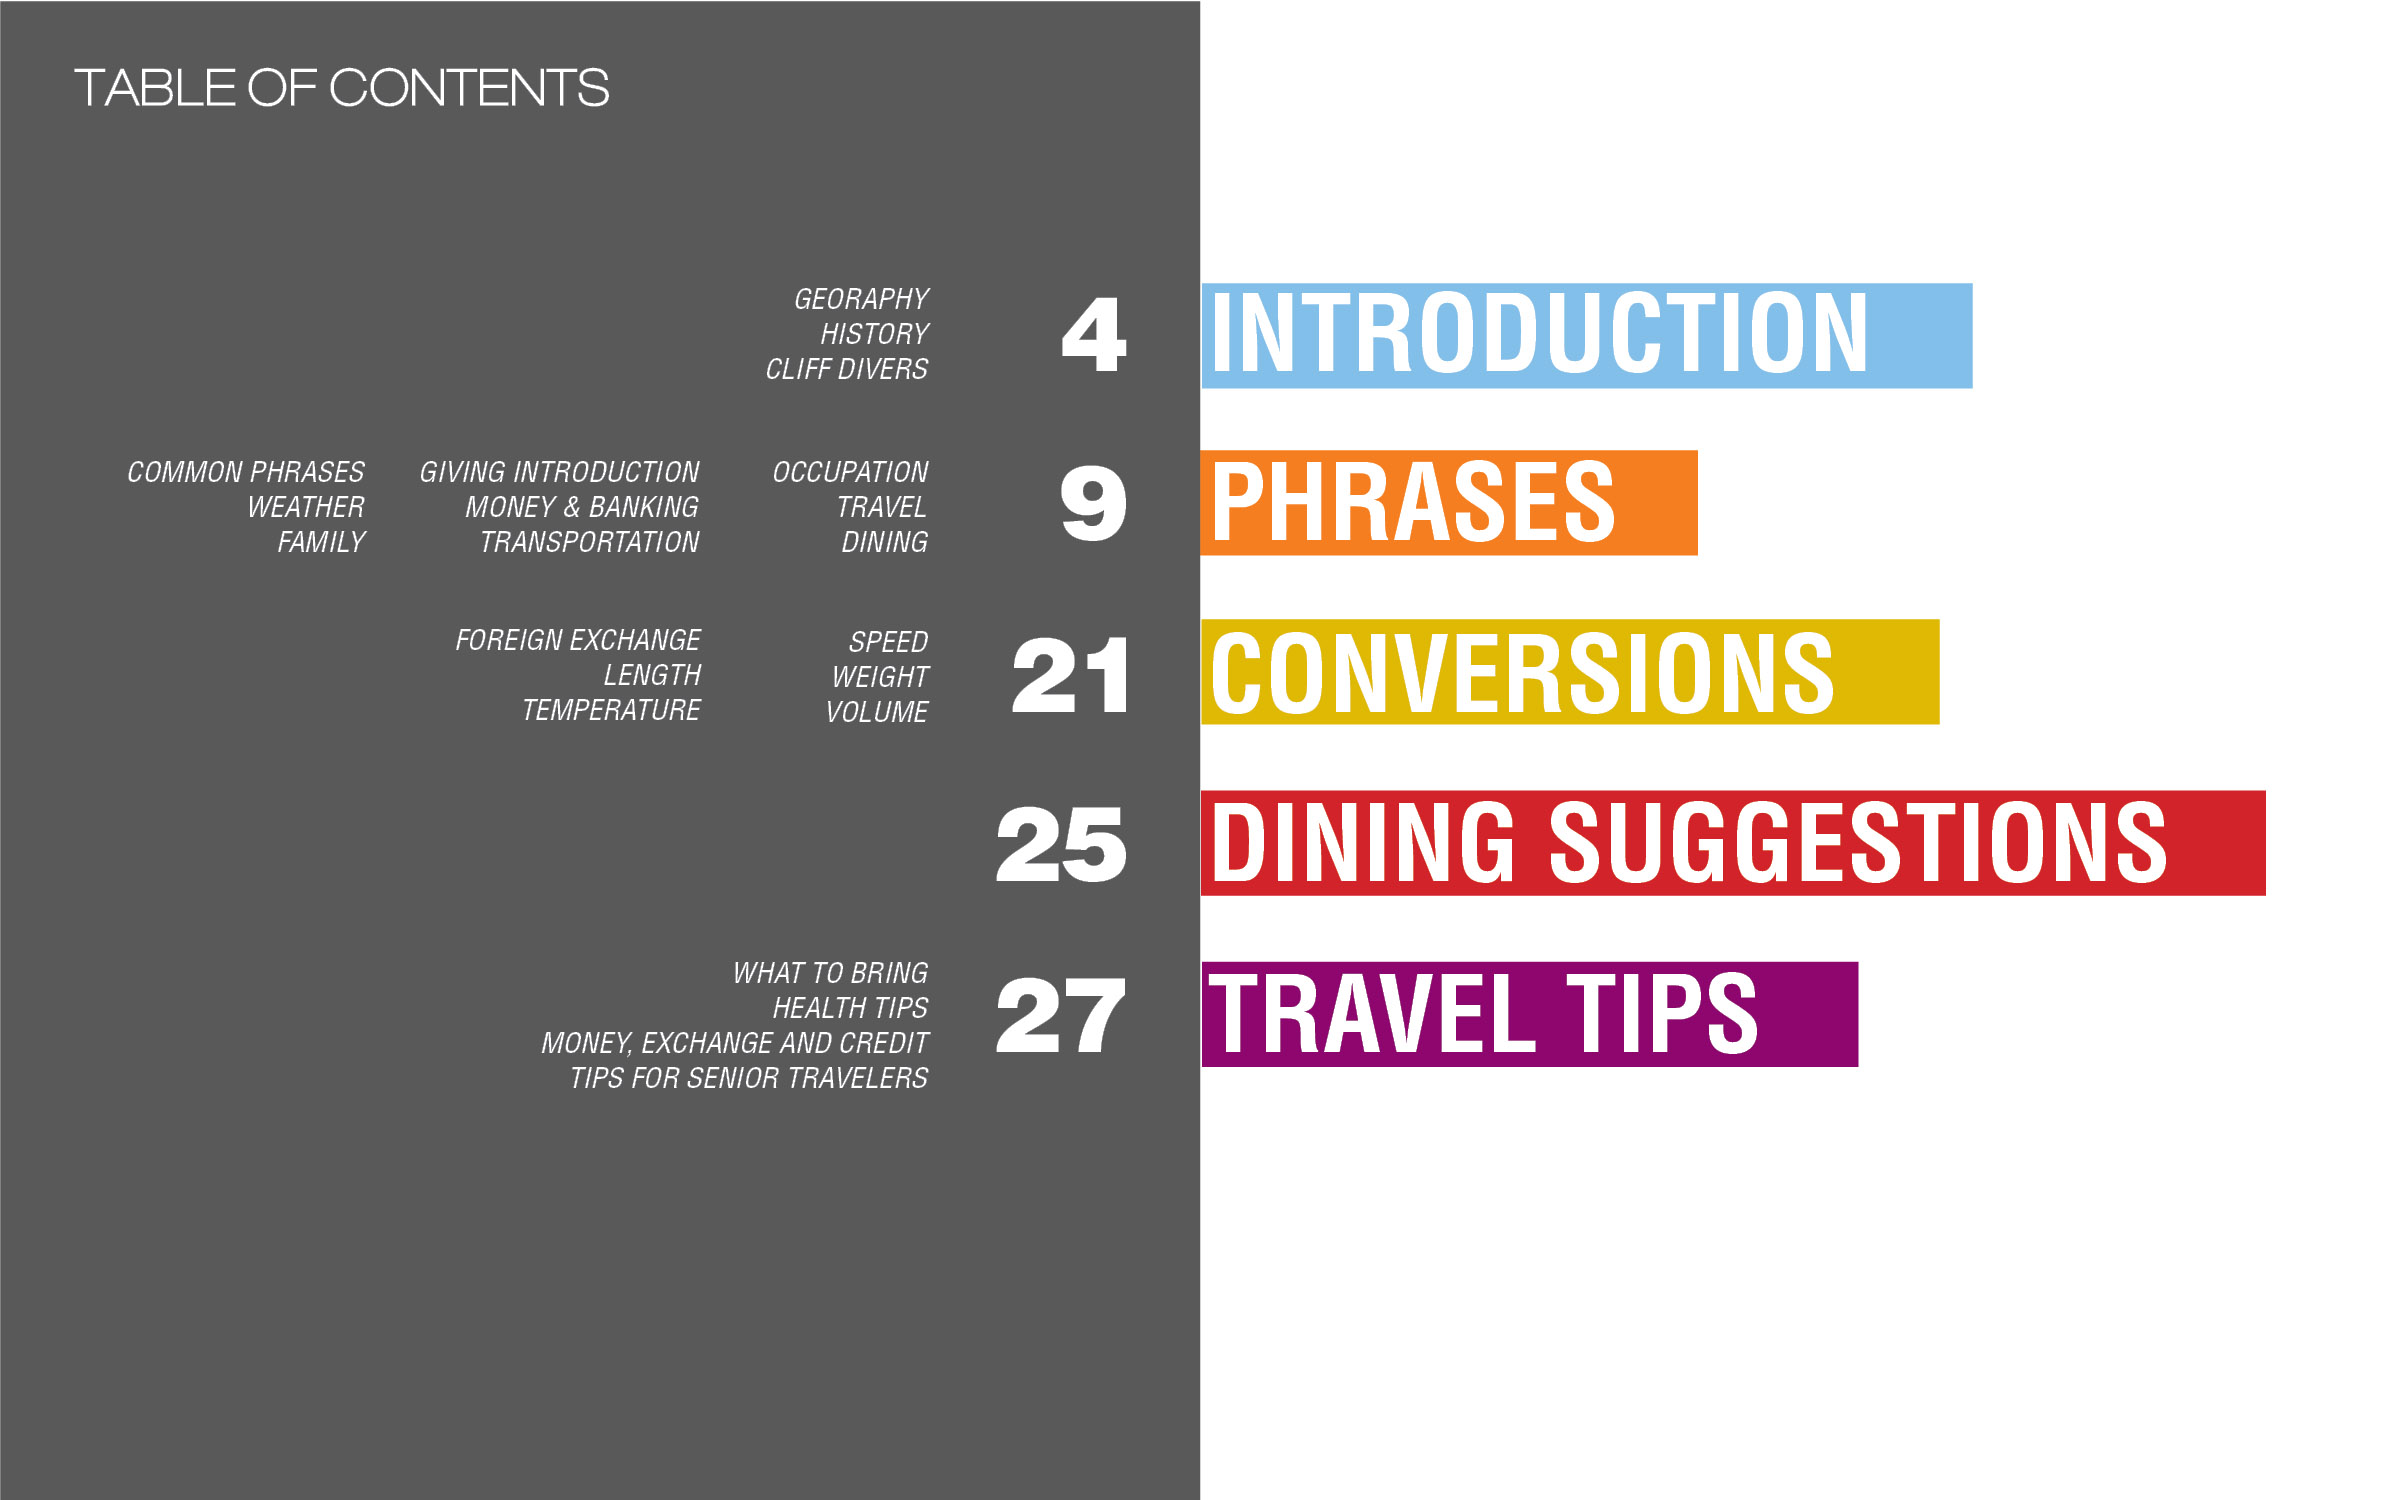 TABLE OF CONTENTS
GEORAPHY
HISTORY
CLIFF DIVERS
4 INTRODUCTION
COMMON PHRASES
WEATHER
FAMILY
GIVING INTRODUCTION
MONEY & BANKING
TRANSPORTATION
OCCUPATION
TRAVEL
DINING
9 PHRASES
FOREIGN EXCHANGE
LENGTH
TEMPERATURE
SPEED
WEIGHT
VOLUME
21 CONVERSIONS
25 DINING SUGGESTIONS
WHAT TO BRING
HEALTH TIPS
MONEY, EXCHANGE AND CREDIT
TIPS FOR SENIOR TRAVELERS
27 TRAVEL TIPS